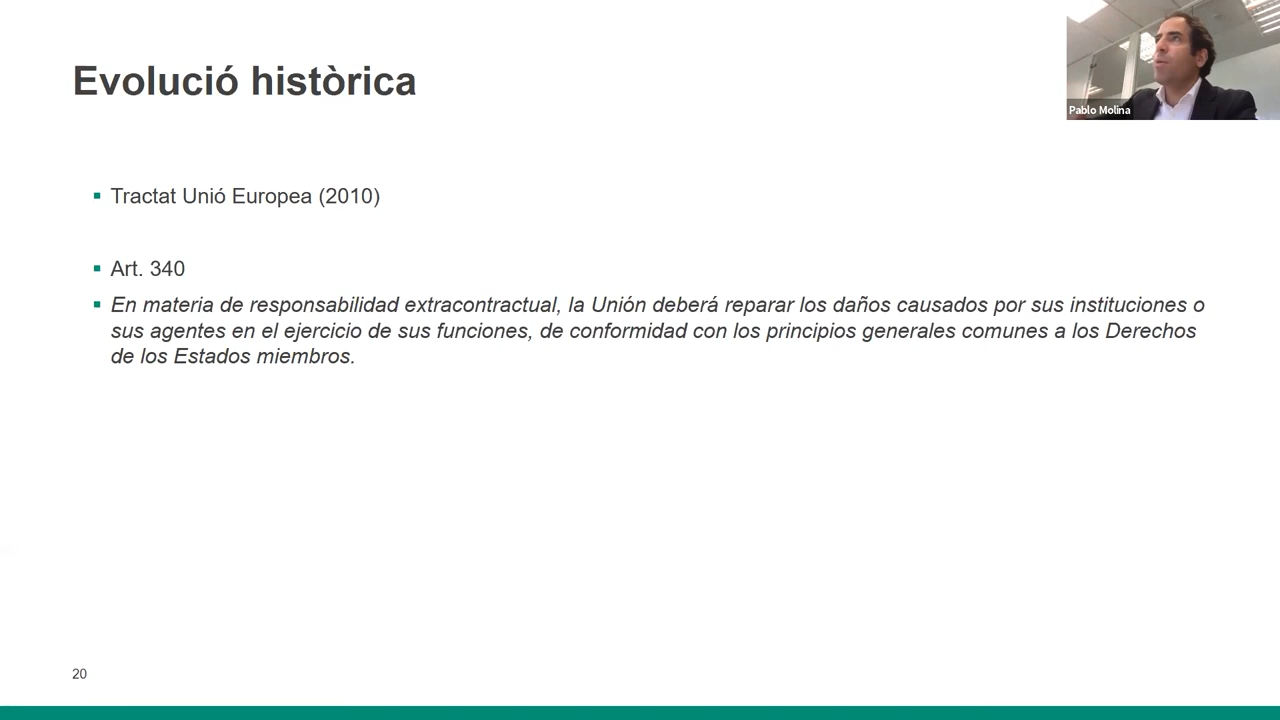 Evolució històrica
Pablo Molina
Tractat Unió Europea (2010)
Art. 340
En materia de responsabilidad extracontractual, la Unión deberá reparar los daños causados por sus instituciones o
sus agentes en el ejercicio de sus funciones, de conformidad con los principios generales comunes a los Derechos
de los Estados miembros.
20